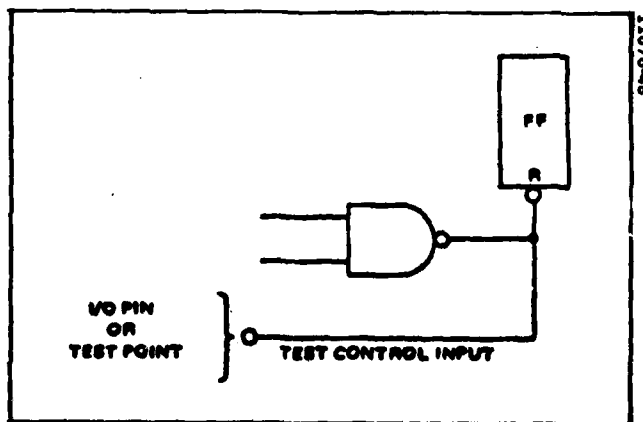 FF
R
I/O PIN
OR
TEST POINT
TEST CONTROL INPUT